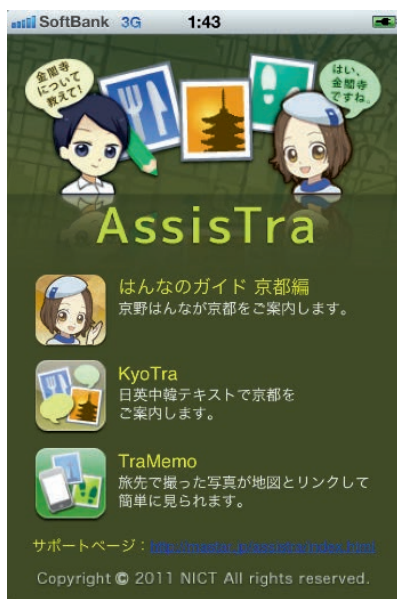 SoftBank 3G 1:43
金閣寺
について
教えて!
はい、
金閣寺
ですね。
AssisTra
はんなのガイド 京都編
京野はんなが京都をご案内します。
KyoTra
日英中韓テキストで京都を
ご案内します。
TraMemo
旅先で撮った写真が地図とリンクして
簡単に見られます。
サポートページ：
Copyright © 2011 NICT All rights reserved.